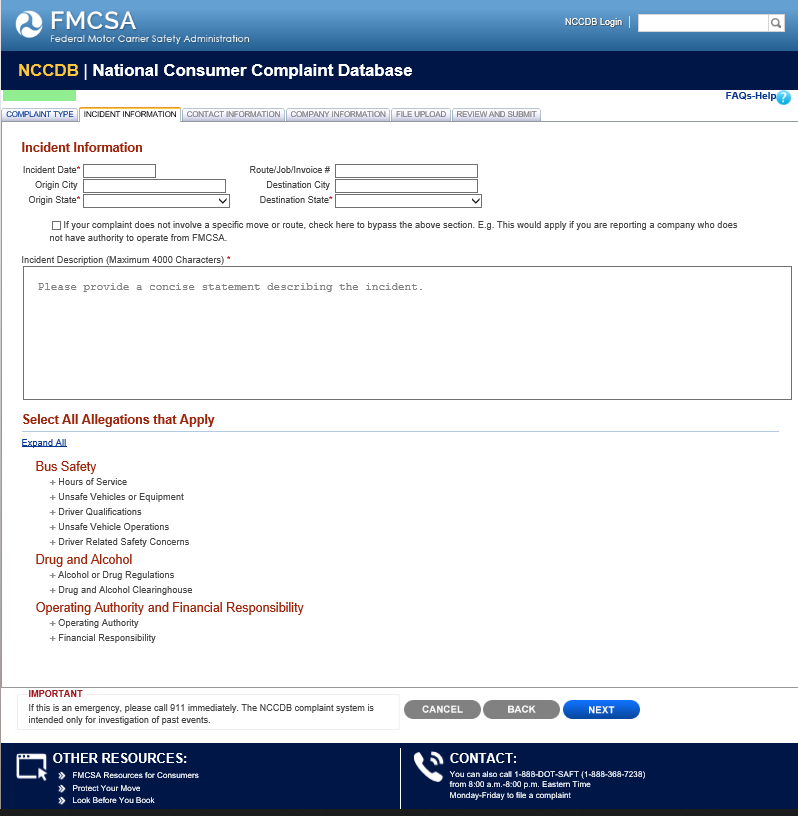 FMCSA
Federal Motor Carrier Safety Administration
NCCDB Login
NCCDB | National Consumer Complaint Database
FAQs-Help ?
COMPLAINT TYPE INCIDENT INFORMATION CONTACT INFORMATION COMPANY INFORMATION FILE UPLOAD REVIEW AND SUBMIT
Incident Information
Incident Date* Route/Job/Invoice #
Origin City Destination City
Origin State* Destination State*
If your complaint does not involve a specific move or route, check here to bypass the above section. E.g. This would apply if you are reporting a company who does
not have authority to operate from FMCSA.
Incident Description (Maximum 4000 Characters) *
Please provide a concise statement describing the incident.
Select All Allegations that Apply
Expand All
Bus Safety
+ Hours of Service
+ Unsafe Vehicles or Equipment
+ Driver Qualifications
+ Unsafe Vehicle Operations
+ Driver Related Safety Concerns
Drug and Alcohol
+ Alcohol or Drug Regulations
+ Drug and Alcohol Clearinghouse
Operating Authority and Financial Responsibility
+ Operating Authority
+ Financial Responsibility
IMPORTANT
If this is an emergency, please call 911 immediately. The NCCDB complaint system is
intended only for investigation of past events.
CANCEL BACK NEXT
OTHER RESOURCES:
FMCSA Resources for Consumers
Protect Your Move
Look Before You Book
CONTACT:
You can also call 1-888-DOT-SAFT (1-888-368-7238)
from 8:00 a.m.-8:00 p.m. Eastern Time
Monday-Friday to file a complaint